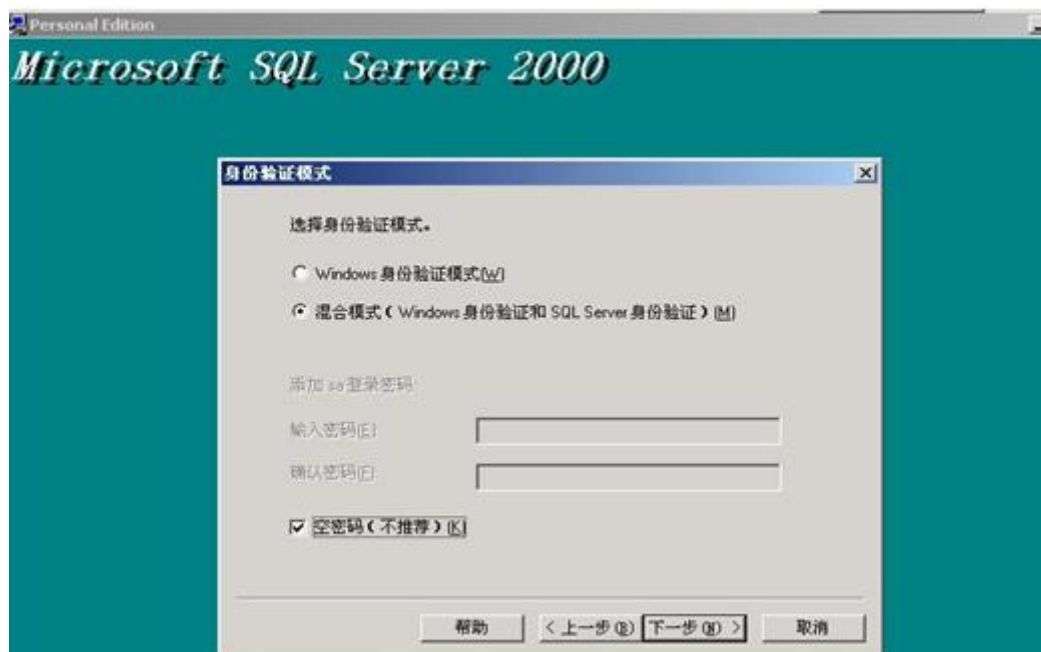 Personal Edition
Microsoft SQL Server 2000
身份验证模式
选择身份验证模式。
Windows 身份验证模式(W)
混合模式(Windows 身份验证和 SQL Server 身份验证)(M)
添加 sa 登录密码:
输入密码(E):
确认密码(F):
空密码(不推荐)(K)
帮助 <上一步(B) 下一步(N)> 取消